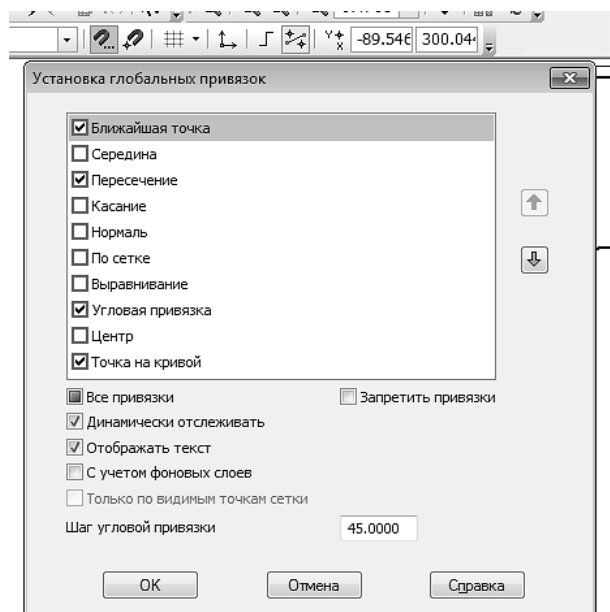 -89.546 300.04
Установка глобальных привязок
Ближайшая точка
Середина
Пересечение
Касание
Нормаль
По сетке
Выравнивание
Угловая привязка
Центр
Точка на кривой
Все привязки Запретить привязки
Динамически отслеживать
Отображать текст
С учетом фоновых слоев
Только по видимым точкам сетки
Шаг угловой привязки 45.0000
OK Отмена Справка